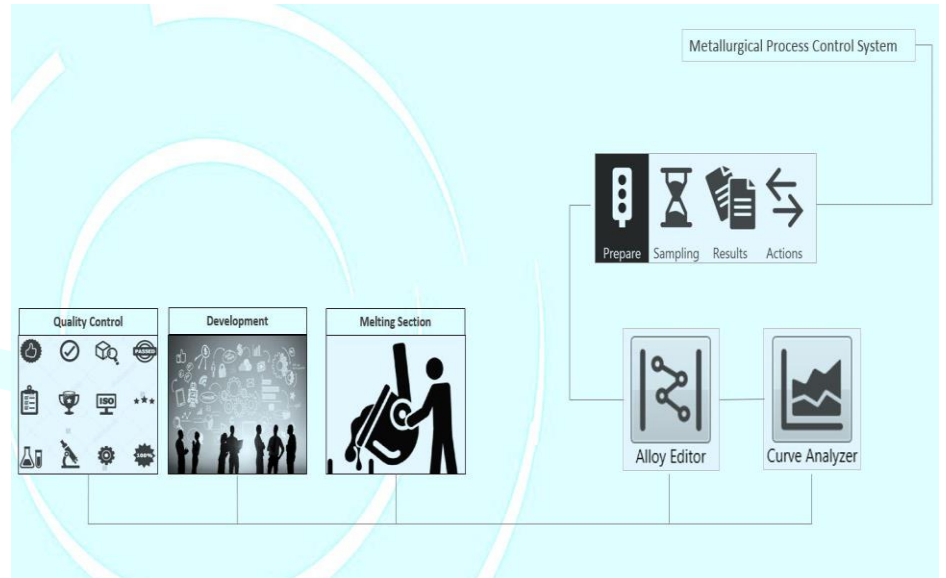 Metallurgical Process Control System
Prepare
Sampling
Results
Actions
Quality Control
Development
Melting Section
PASSED
ISO
100%
Alloy Editor
Curve Analyzer